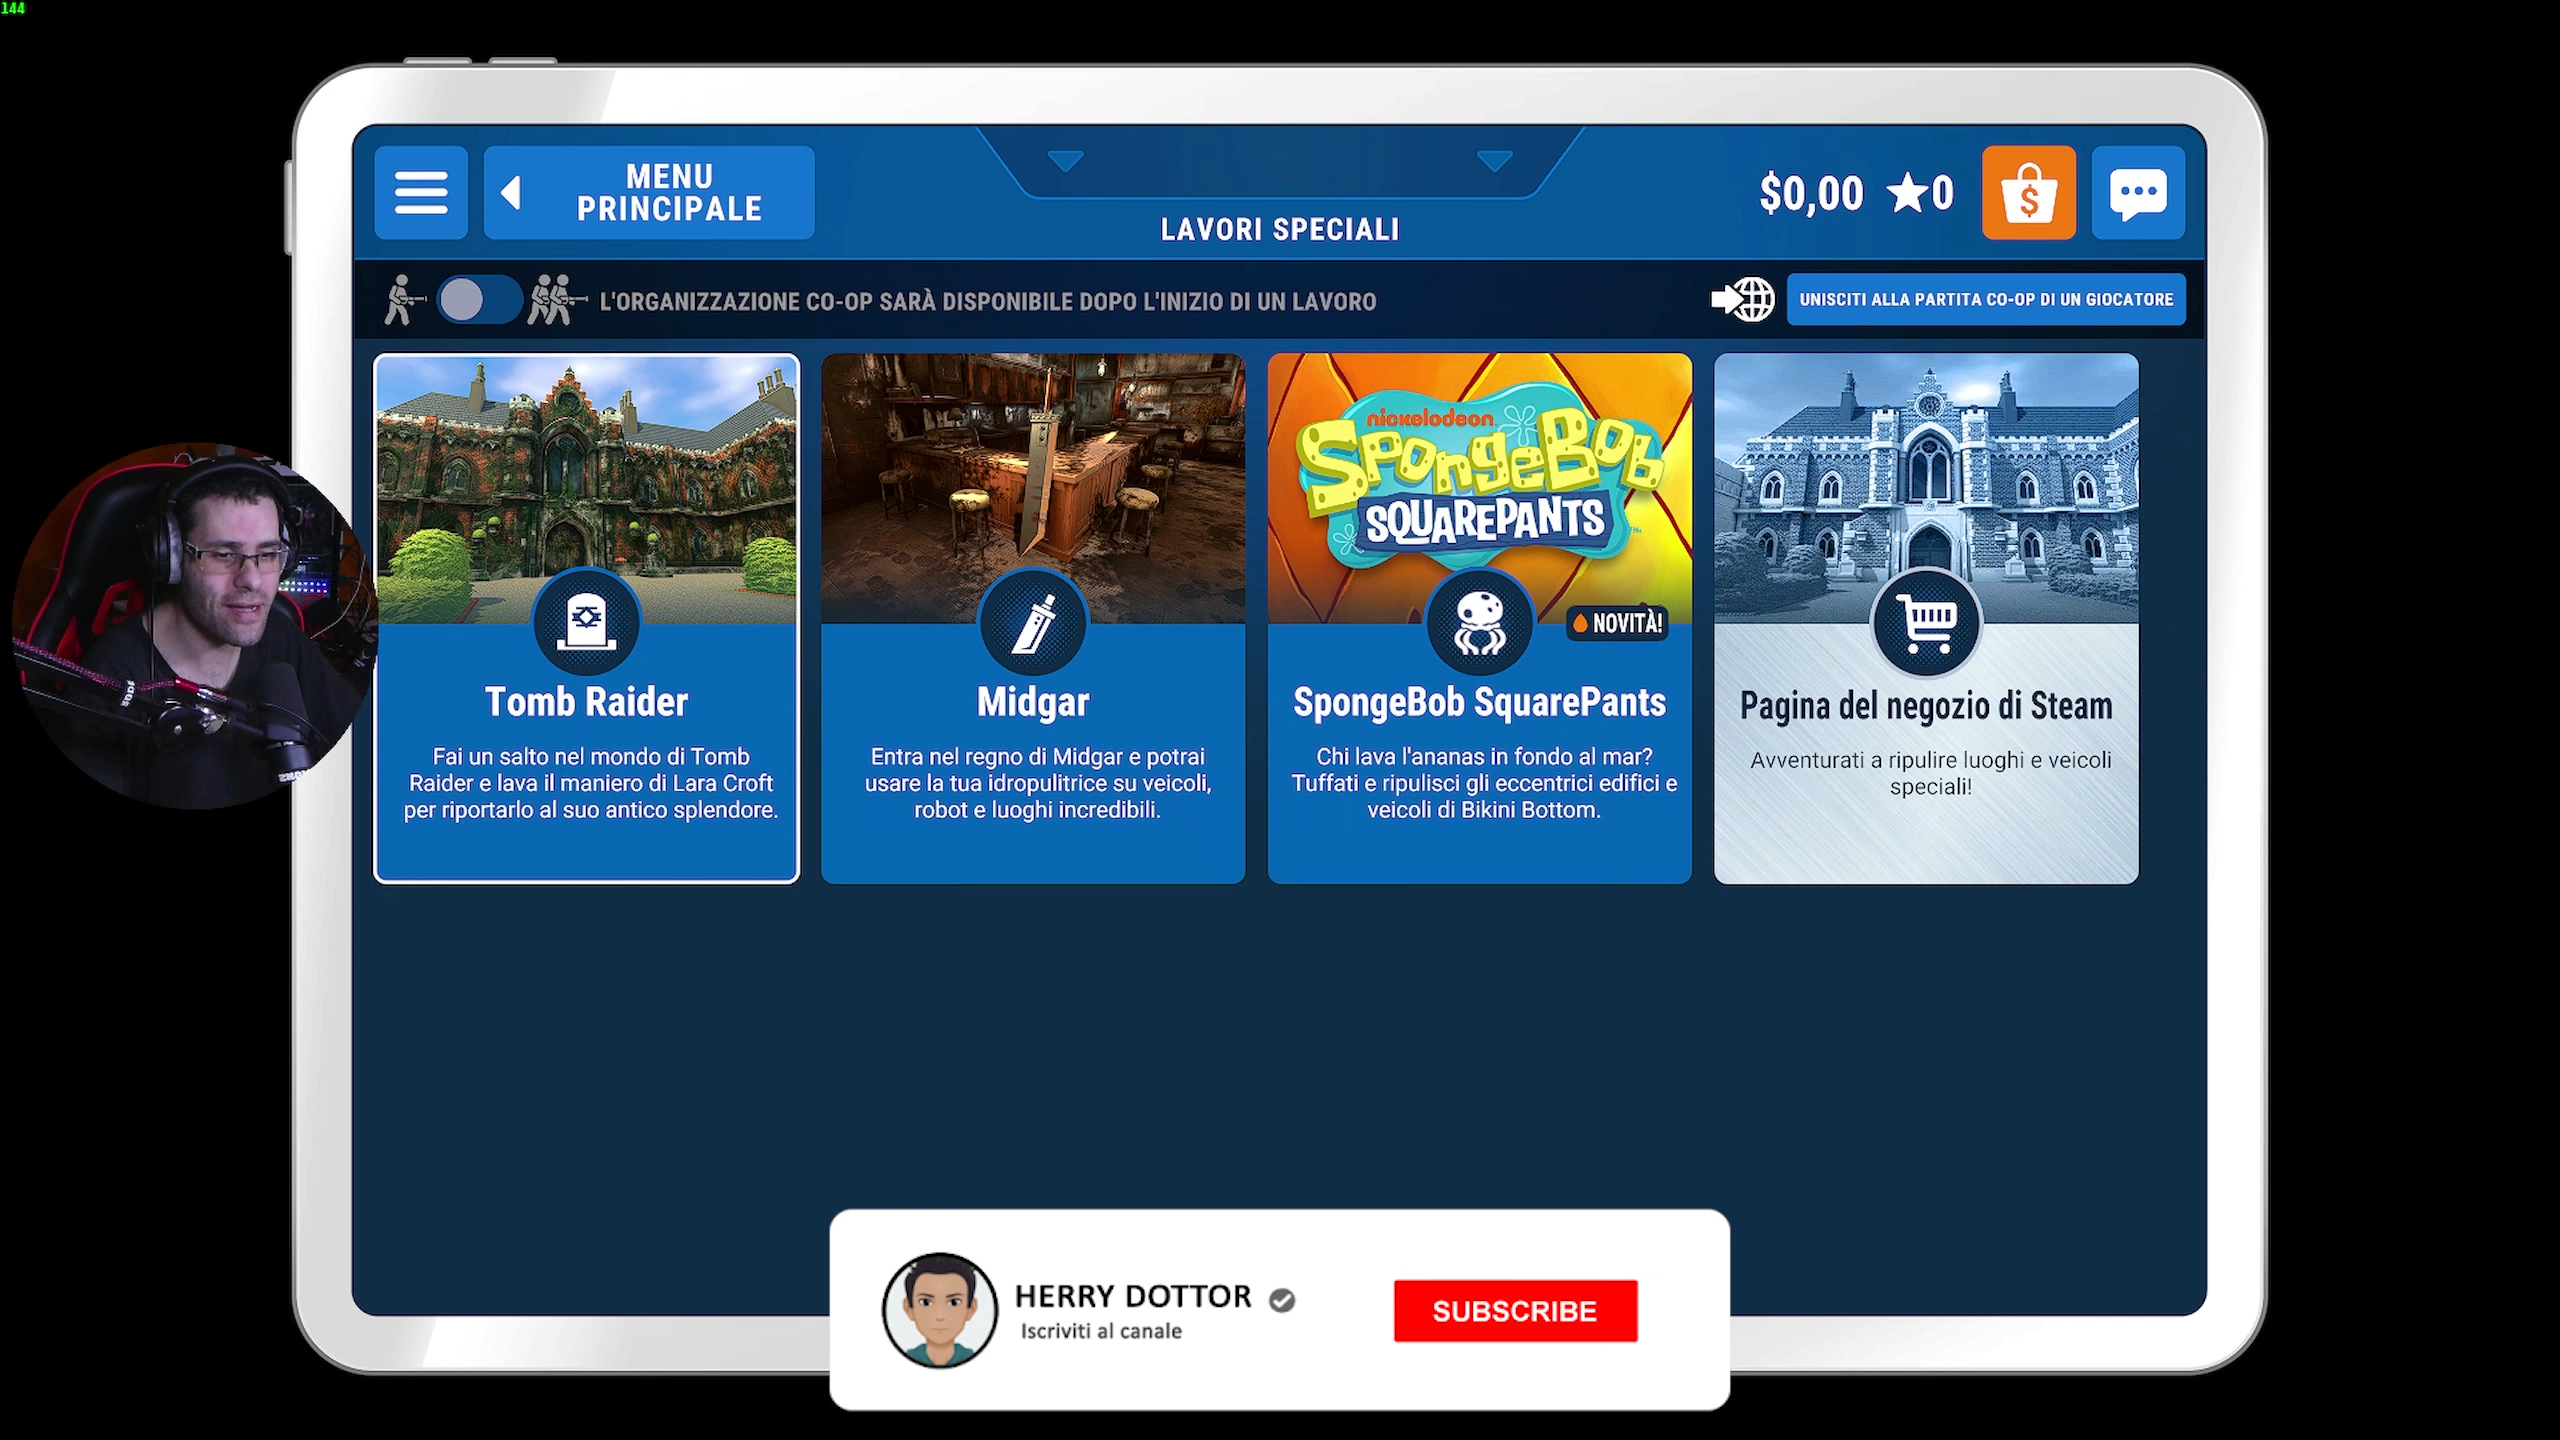 144
MENU
PRINCIPALE
LAVORI SPECIALI
$0,00 ★0
L'ORGANIZZAZIONE CO-OP SARÀ DISPONIBILE DOPO L'INIZIO DI UN LAVORO
UNISCITI ALLA PARTITA CO-OP DI UN GIOCATORE
Tomb Raider
Fai un salto nel mondo di Tomb
Raider e lava il maniero di Lara Croft
per riportarlo al suo antico splendore.
Midgar
Entra nel regno di Midgar e potrai
usare la tua idropulitrice su veicoli,
robot e luoghi incredibili.
nickelodeon
SpongeBob
SQUAREPANTS
NOVITÀ!
SpongeBob SquarePants
Chi lava l'ananas in fondo al mar?
Tuffati e ripulisci gli eccentrici edifici e
veicoli di Bikini Bottom.
Pagina del negozio di Steam
Avventurati a ripulire luoghi e veicoli
speciali!
HERRY DOTTOR
Iscriviti al canale
SUBSCRIBE